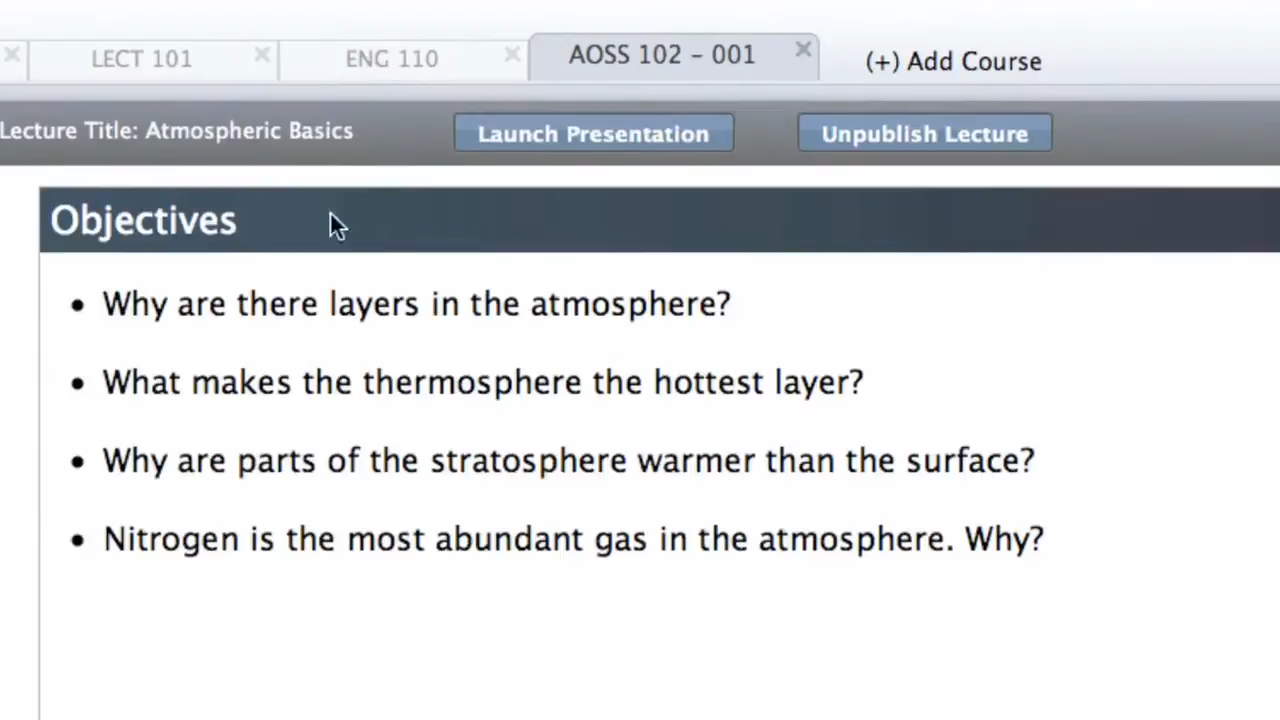 LECT 101
ENG 110
AOSS 102 – 001
(+) Add Course
Lecture Title: Atmospheric Basics
Launch Presentation
Unpublish Lecture
Objectives
• Why are there layers in the atmosphere?
• What makes the thermosphere the hottest layer?
• Why are parts of the stratosphere warmer than the surface?
• Nitrogen is the most abundant gas in the atmosphere. Why?